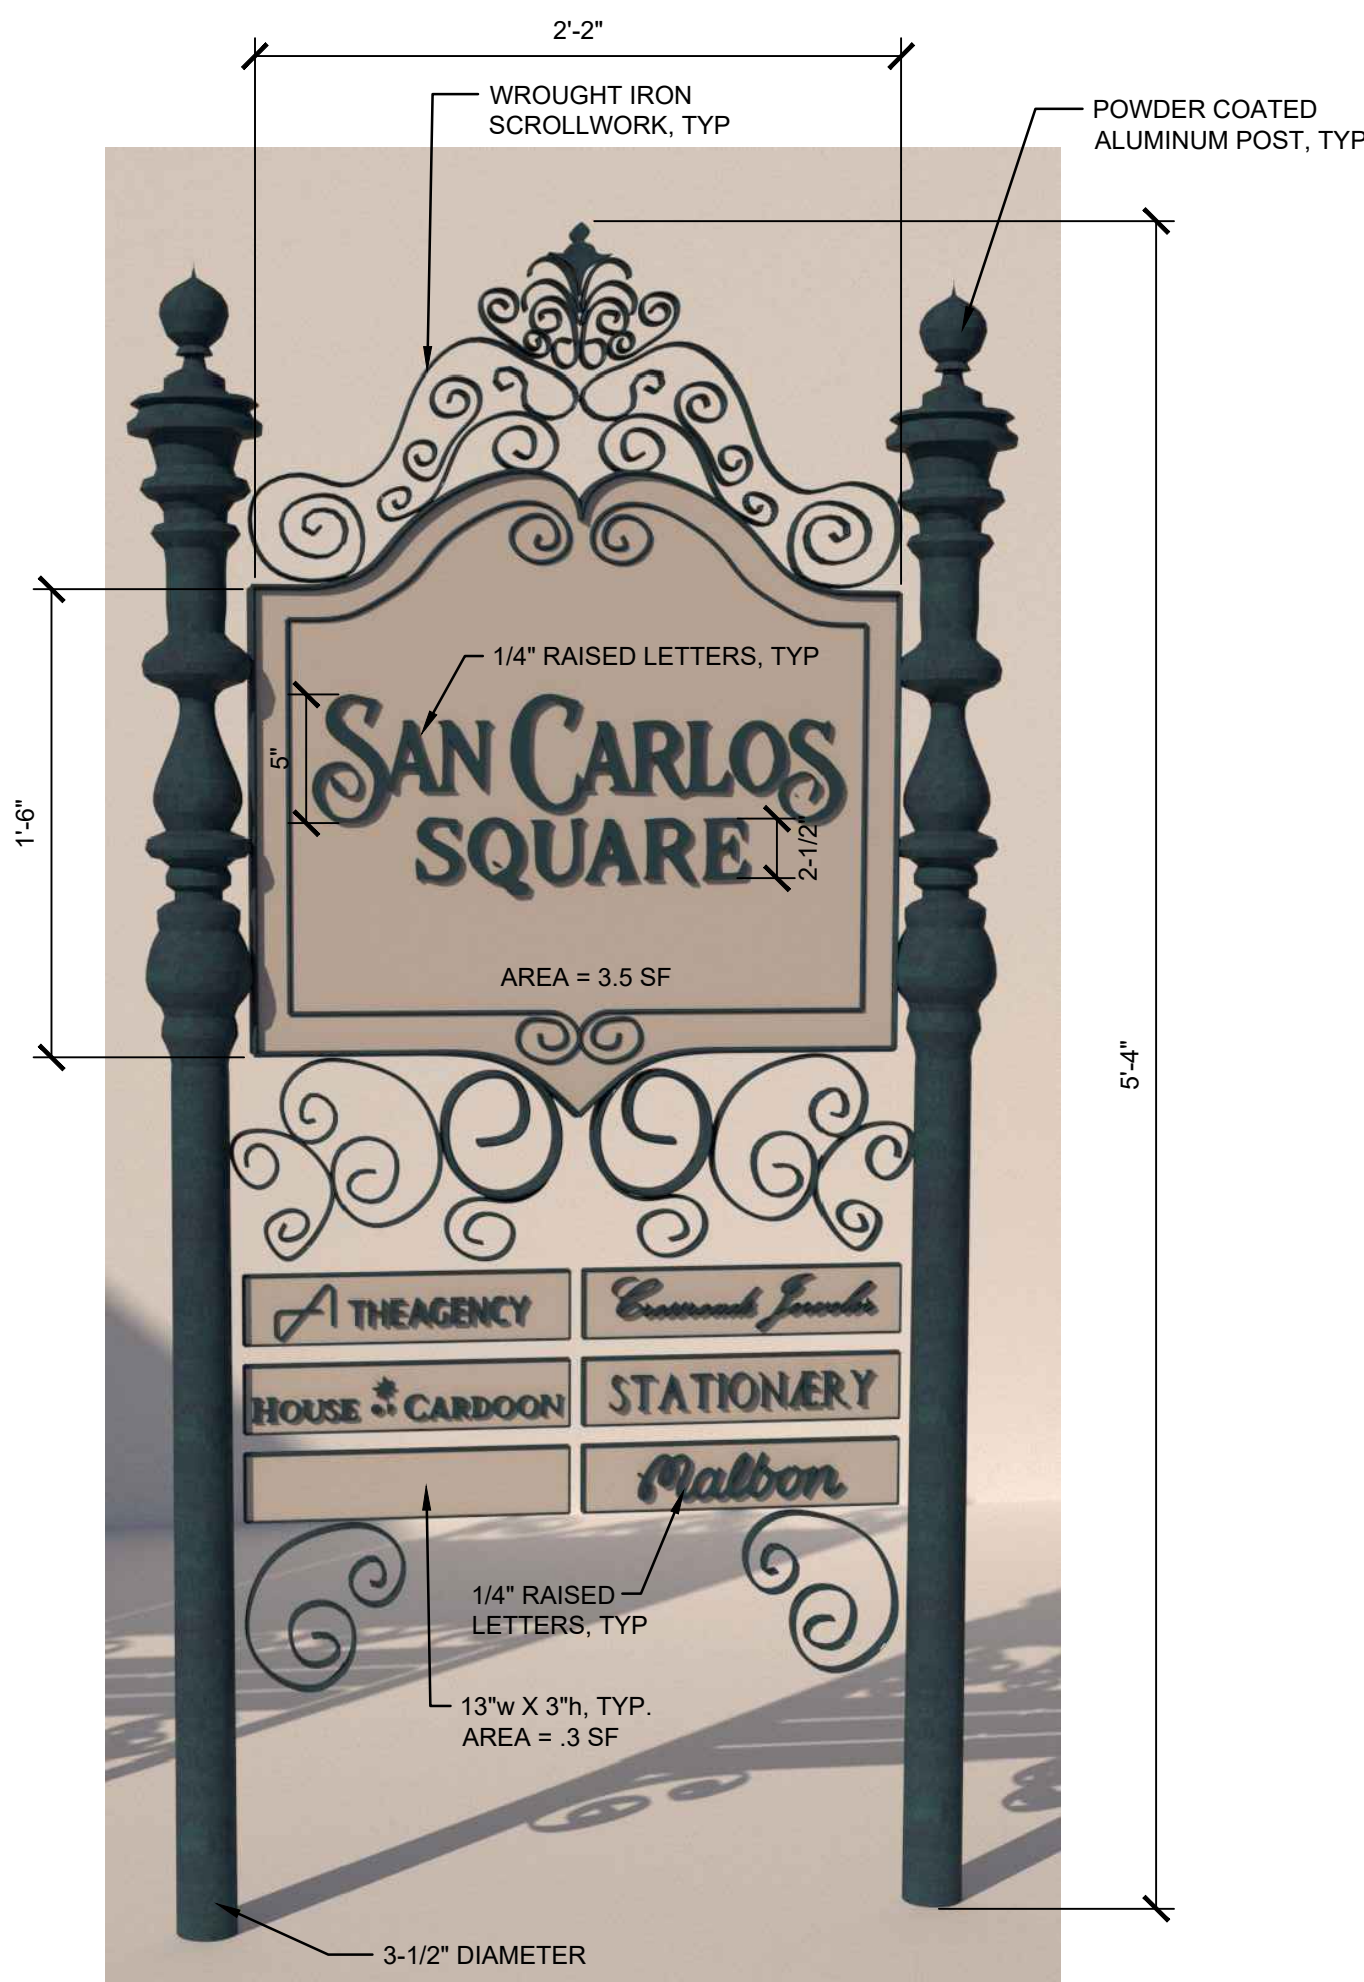 2'-2"
WROUGHT IRON
SCROLLWORK, TYP
POWDER COATED
ALUMINUM POST, TYP
1/4" RAISED LETTERS, TYP
5"
1'-6"
SAN CARLOS
SQUARE
2-1/2"
AREA = 3.5 SF
5'-4"
A THEAGENCY
Crossroads Jeweler
HOUSE CARDOON
STATIONÆRY
Malbon
1/4" RAISED
LETTERS, TYP
13"w X 3"h, TYP.
AREA = .3 SF
3-1/2" DIAMETER